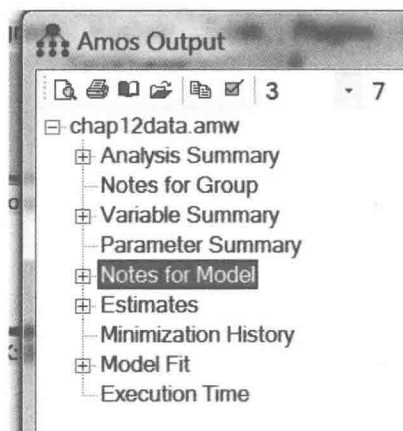 Amos Output
3 7
chap12data.amw
Analysis Summary
Notes for Group
Variable Summary
Parameter Summary
Notes for Model
Estimates
Minimization History
Model Fit
Execution Time